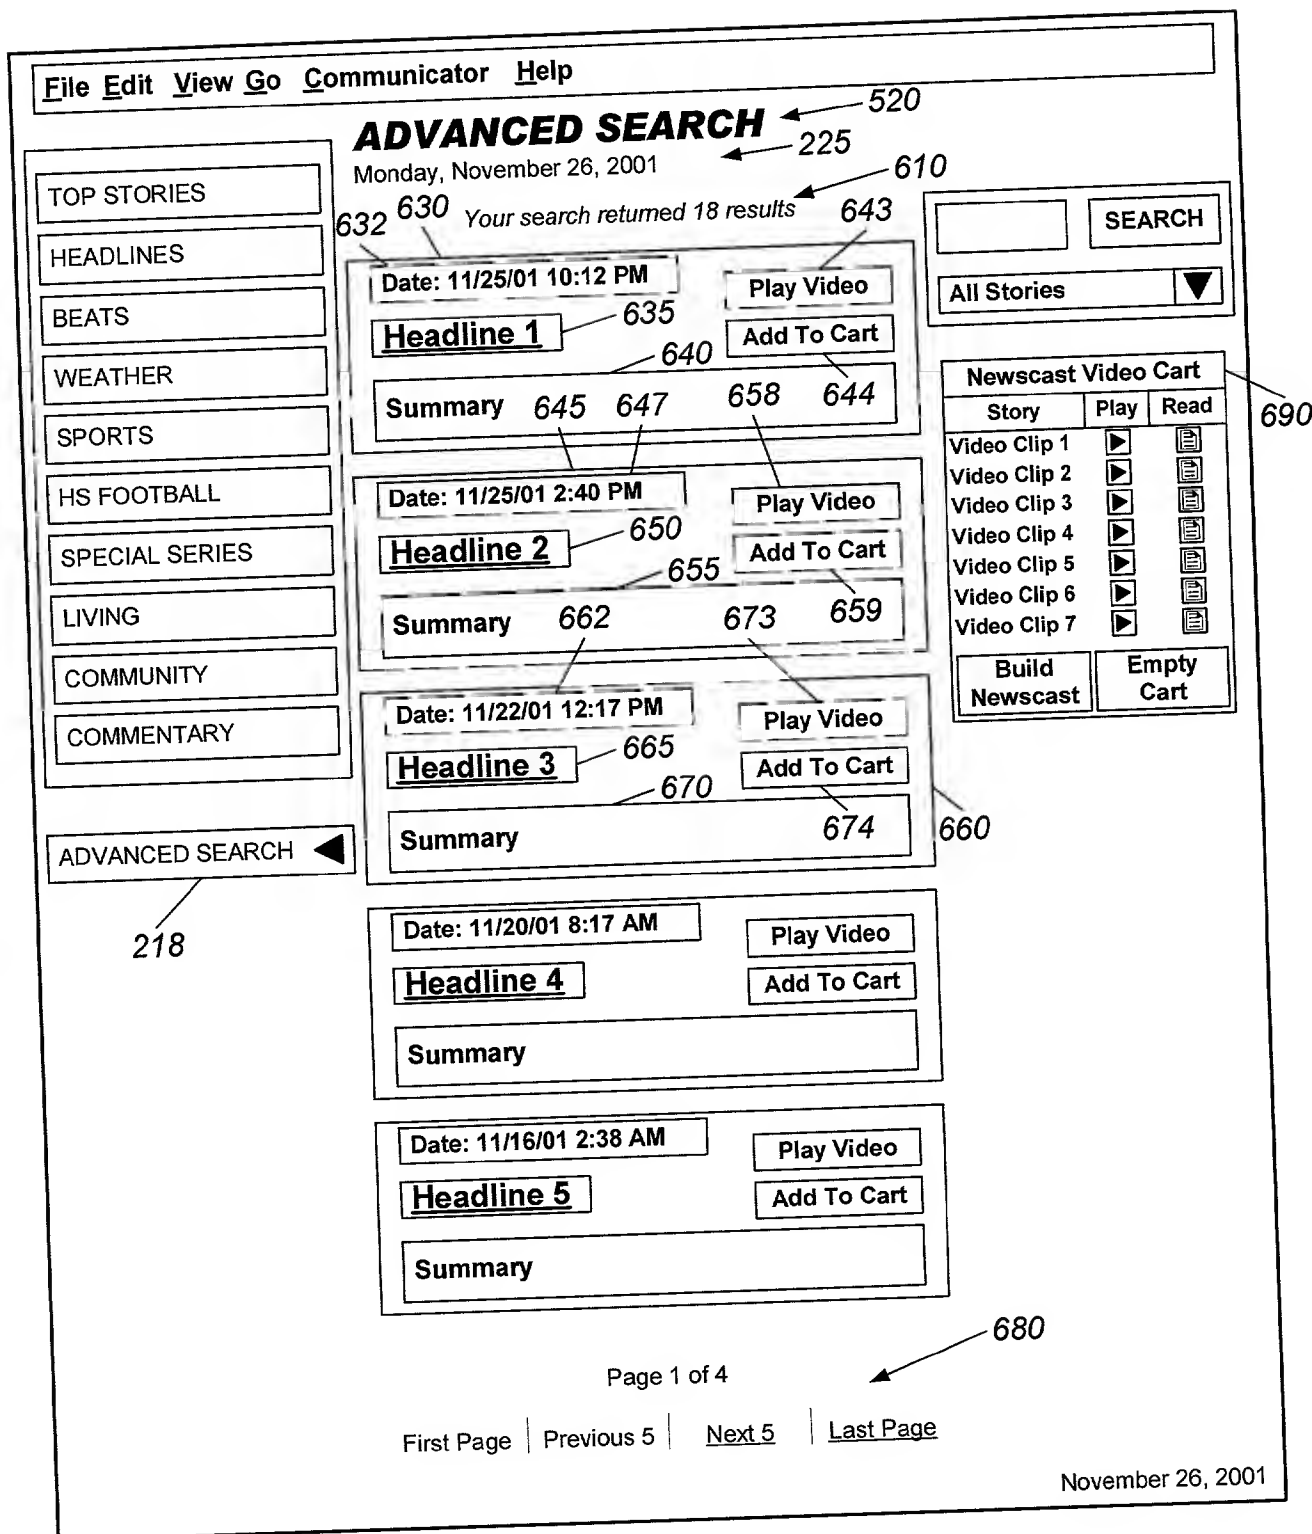 File Edit View Go Communicator Help
ADVANCED SEARCH
520
Monday, November 26, 2001
225
Your search returned 18 results
610
TOP STORIES
HEADLINES
BEATS
WEATHER
SPORTS
HS FOOTBALL
SPECIAL SERIES
LIVING
COMMUNITY
COMMENTARY
ADVANCED SEARCH
218
632 630 643
Date: 11/25/01 10:12 PM
Play Video
Headline 1
635
Add To Cart
640
Summary 645 647 658 644
Date: 11/25/01 2:40 PM
Play Video
Headline 2
650
Add To Cart
655
Summary 662 673 659
Date: 11/22/01 12:17 PM
Play Video
Headline 3
665
Add To Cart
670
Summary
674
660
Date: 11/20/01 8:17 AM
Play Video
Headline 4
Add To Cart
Summary
Date: 11/16/01 2:38 AM
Play Video
Headline 5
Add To Cart
Summary
SEARCH
All Stories
Newscast Video Cart
690
Story Play Read
Video Clip 1
Video Clip 2
Video Clip 3
Video Clip 4
Video Clip 5
Video Clip 6
Video Clip 7
Build Newscast
Empty Cart
680
Page 1 of 4
First Page | Previous 5 | Next 5 | Last Page
November 26, 2001